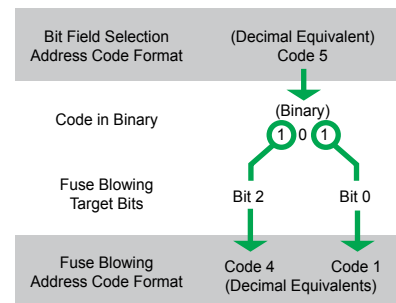 Bit Field Selection
Address Code Format
(Decimal Equivalent)
Code 5
Code in Binary
(Binary)
1 0 1
Fuse Blowing
Target Bits
Bit 2
Bit 0
Fuse Blowing
Address Code Format
Code 4
Code 1
(Decimal Equivalents)